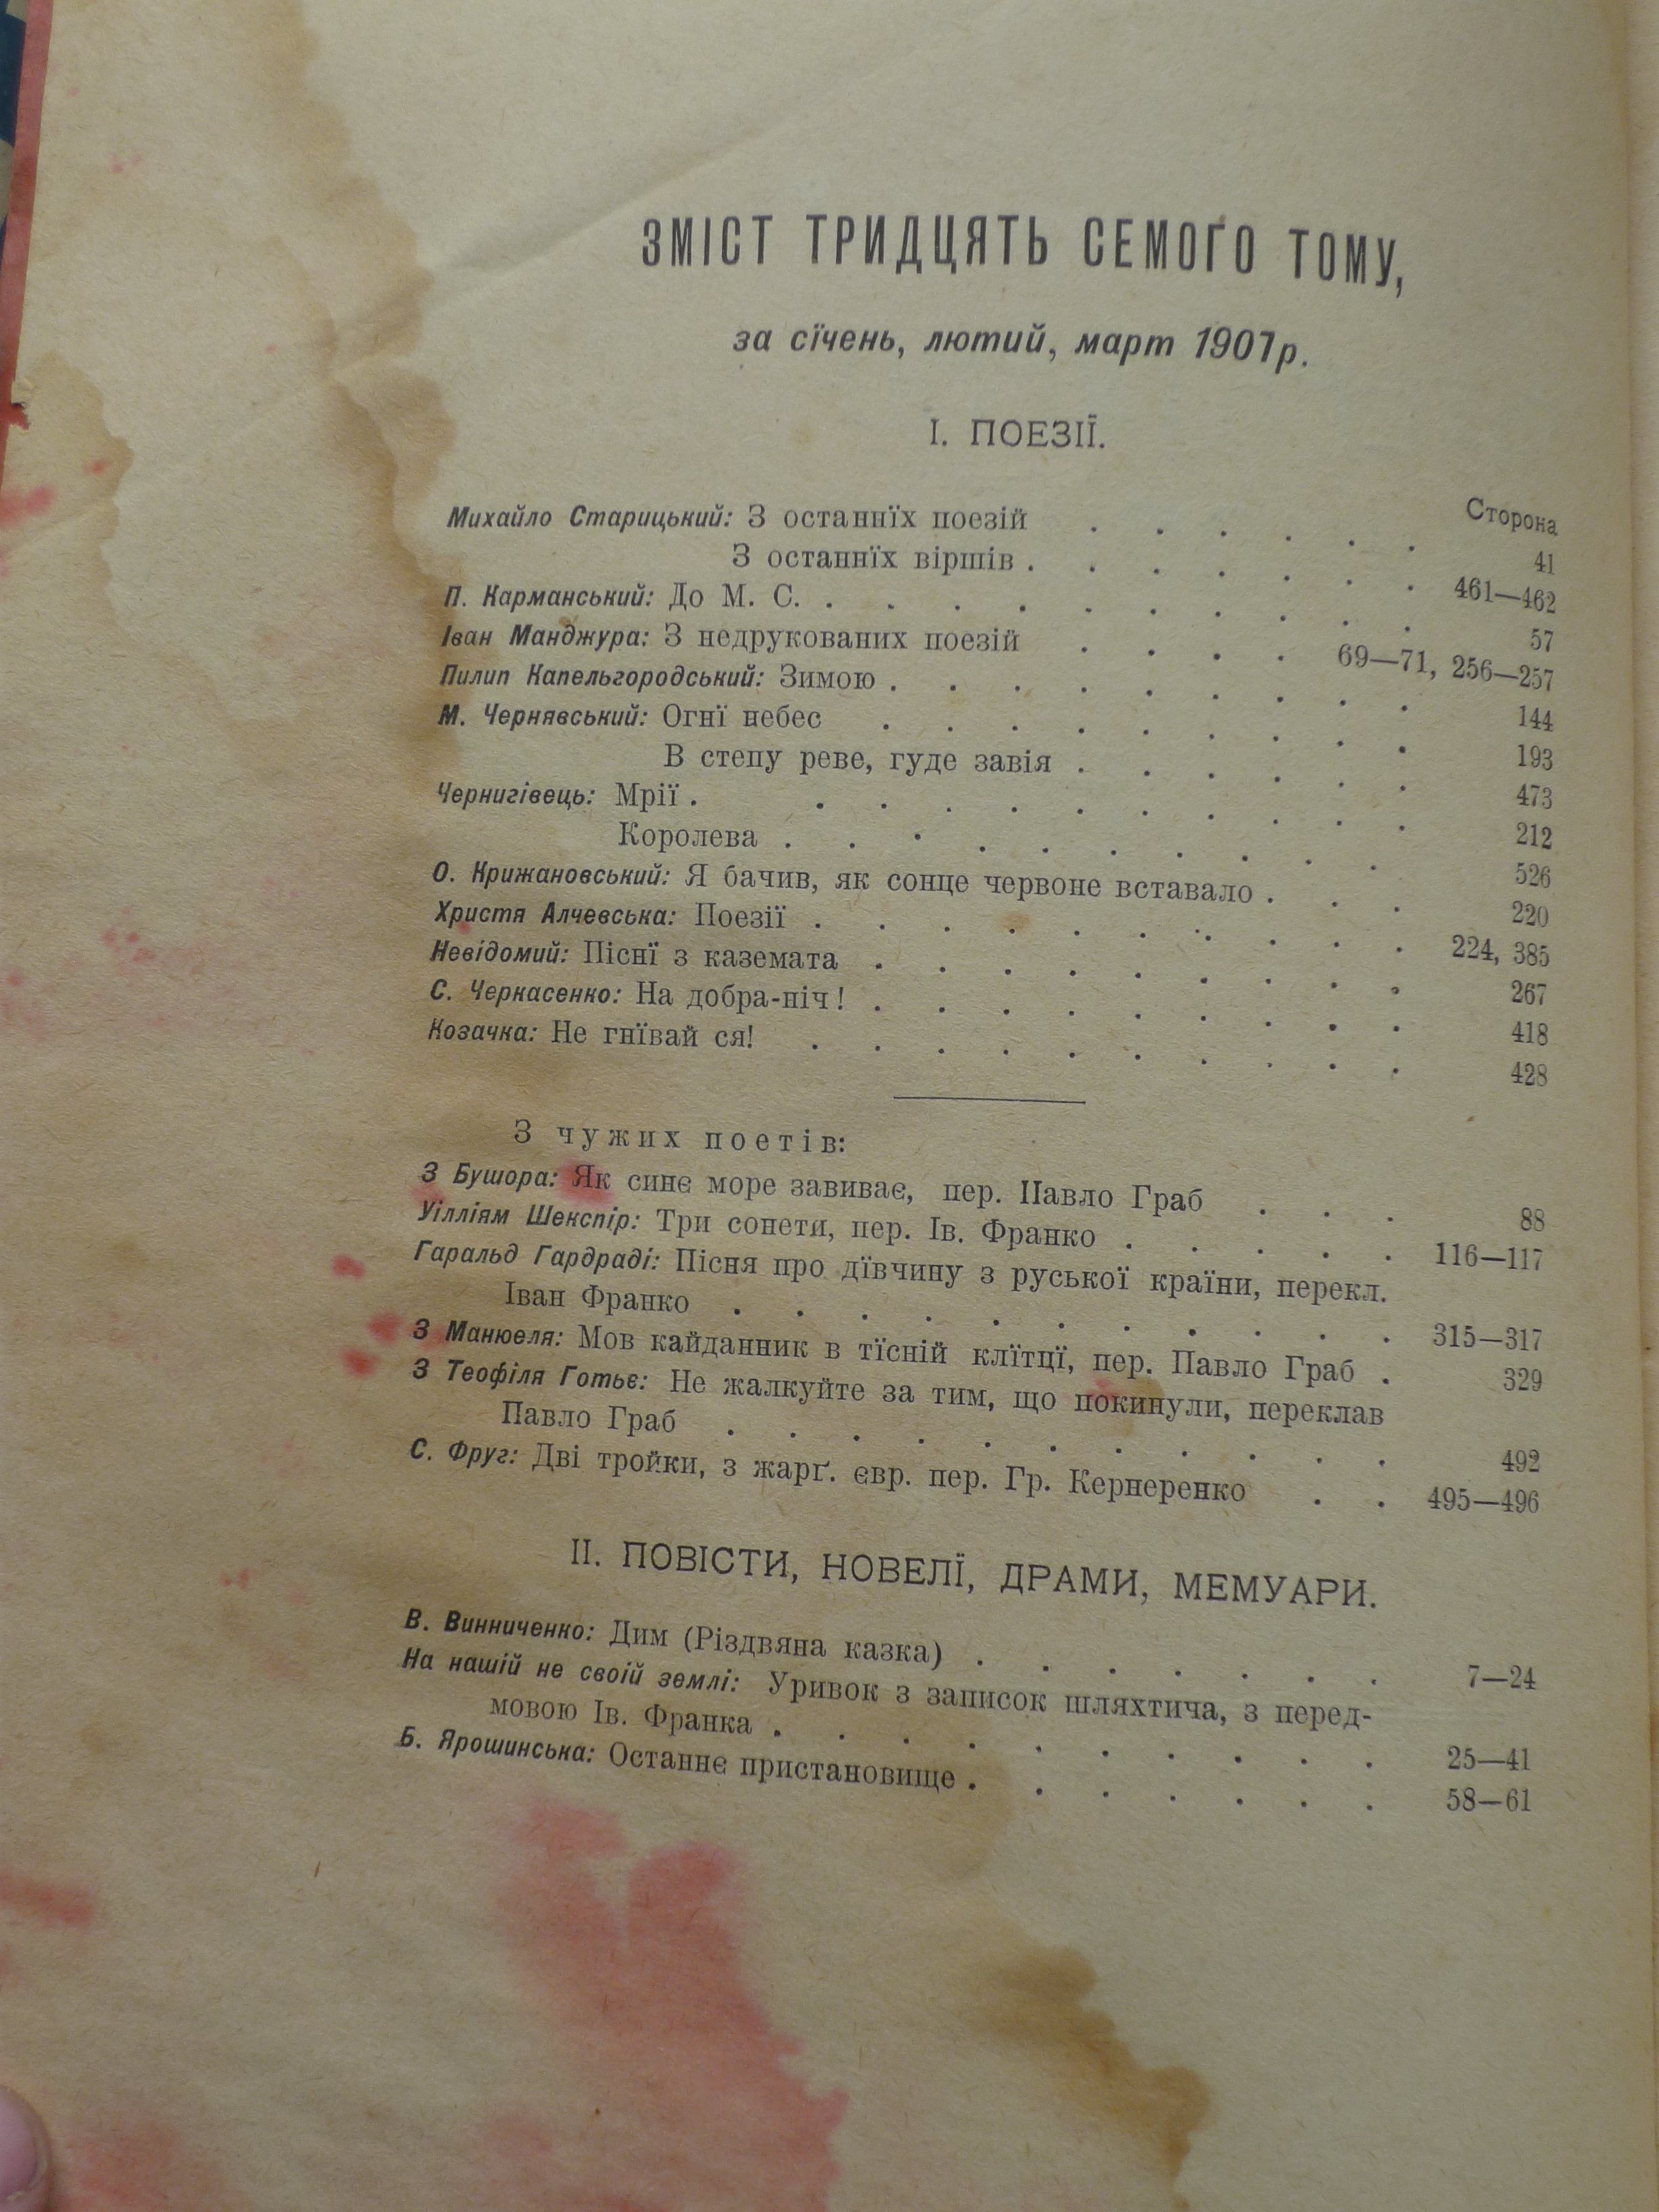 ЗМІСТ ТРИДЦЯТЬ СЕМОҐО ТОМУ,
за сїчень, лютий, март 1907р.
І. ПОЕЗІЇ.
Сторона
Михайло Старицький: З останнїх поезій . . . . . . 41
З останнїх віршів . . . . . . . 461—462
П. Карманський: До М. С. . . . . . . . . . . 57
Іван Манджура: З недрукованих поезій . . . . 69—71, 256—257
Пилип Капельгородський: Зимою . . . . . . . . . 144
М. Чернявський: Огнї небес . . . . . . . . . 193
В степу реве, гуде завія . . . . . . 473
Чернигівець: Мрії . . . . . . . . . . . 212
Королева . . . . . . . . . . 526
О. Крижановський: Я бачив, як сонце червоне вставало . . . 220
Христя Алчевська: Поезії . . . . . . . . . . 224, 385
Невідомий: Піснї з каземата . . . . . . . . . 267
С. Черкасенко: На добра-ніч! . . . . . . . . . 418
Козачка: Не гнївай ся! . . . . . . . . . . 428
З чужих поетів:
З Бушора: Як синє море завиває, пер. Павло Граб . . . 88
Уілліям Шекспір: Три сонети, пер. Ів. Франко . . . . . 116—117
Гаральд Гардраді: Пісня про дївчину з руської країни, перекл.
Іван Франко . . . . . . . . . . . 315—317
З Манюеля: Мов кайданник в тїсній клїтцї, пер. Павло Граб . 329
З Теофіля Готьє: Не жалкуйте за тим, що покинули, переклав
Павло Граб . . . . . . . . . . . 492
С. Фруг: Дві тройки, з жарґ. євр. пер. Гр. Кернеренко . . 495—496
ІІ. ПОВІСТИ, НОВЕЛЇ, ДРАМИ, МЕМУАРИ.
В. Винниченко: Дим (Різдвяна казка) . . . . . . . 7—24
На нашій не своїй землі: Уривок з записок шляхтича, з перед-
мовою Ів. Франка . . . . . . . . . . 25—41
Б. Ярошинська: Останнє пристановище . . . . . . . 58—61